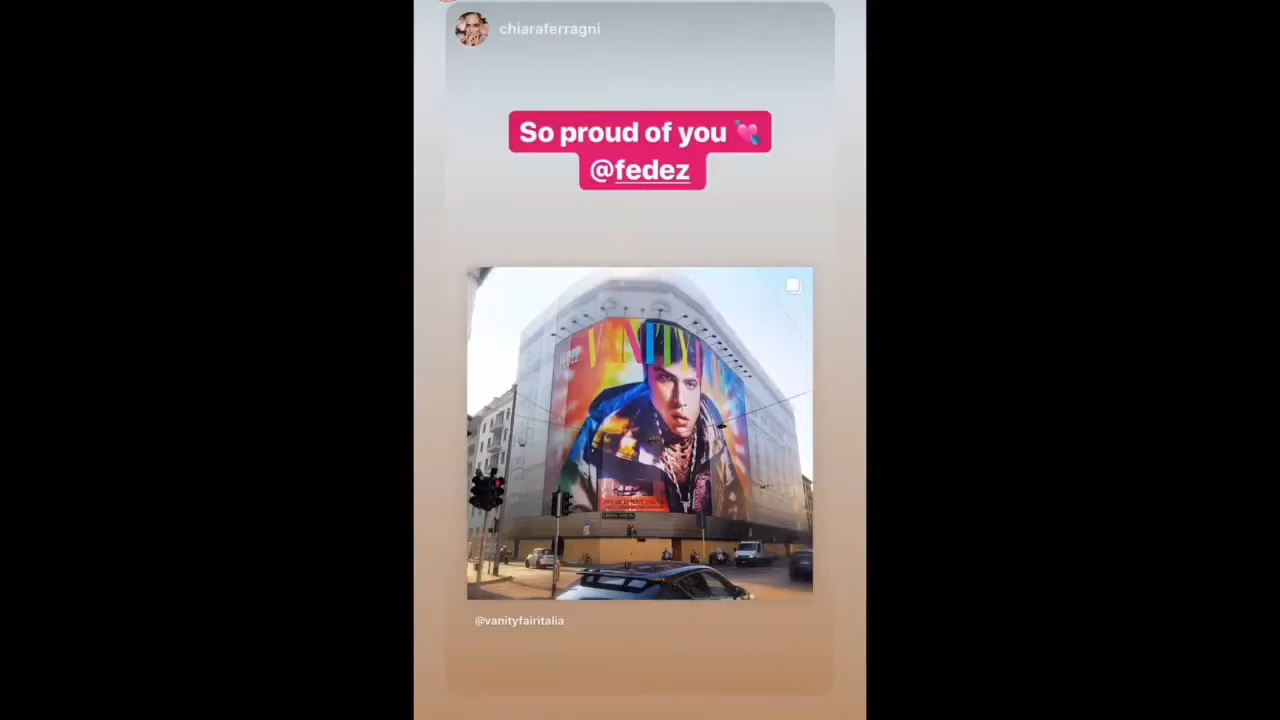 chiaraferragni
So proud of you 💘
@fedez
VANITY
@vanityfairitalia